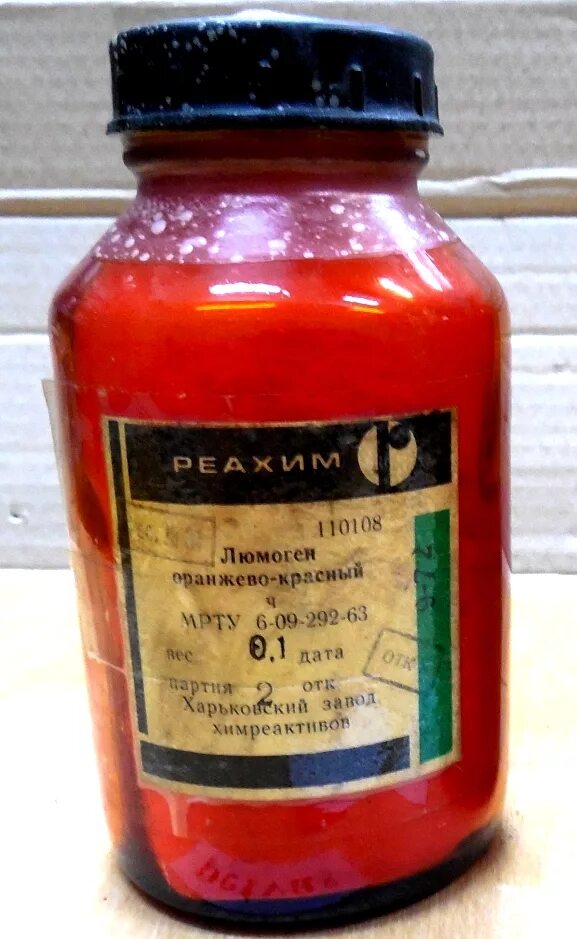 РЕАХИМ
110108
Люмоген
оранжево-красный
ч
МРТУ 6-09-292-63
вес 0.1 дата
партия 2 отк
Харьковский завод
химреактивов
ОТК